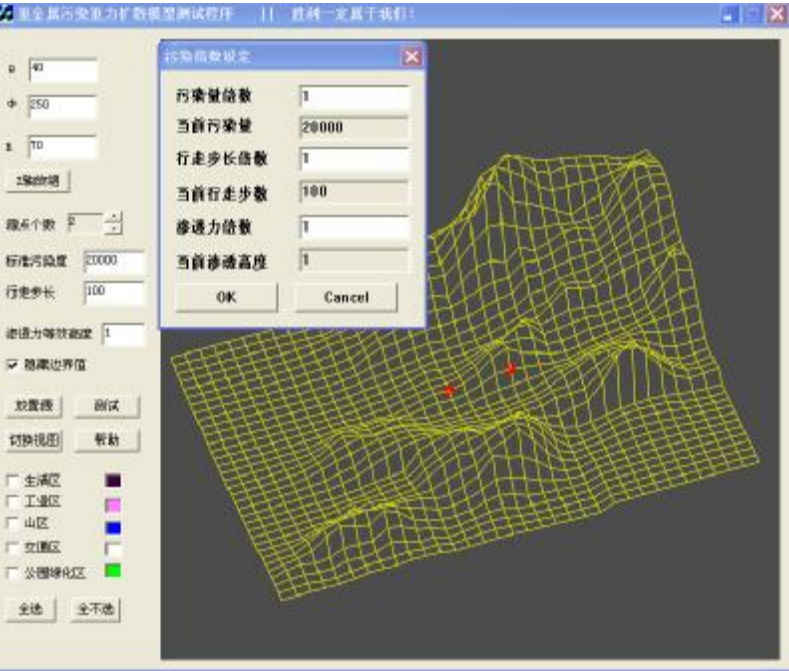 重金属污染重力扩散模型测试程序 || 胜利一定属于我们!
污染倍数设定
θ 40
φ 250
70
Z轴放缩
源点个数 2
标准污染度 20000
行走步长 100
渗透力等效高度 1
隐藏边界值
放置源 测试
切换视图 帮助
生活区
工业区
山区
交通区
公园绿化区
全选 全不选
污染量倍数 1
当前污染量 20000
行走步长倍数 1
当前行走步数 100
渗透力倍数 1
当前渗透高度 1
OK Cancel